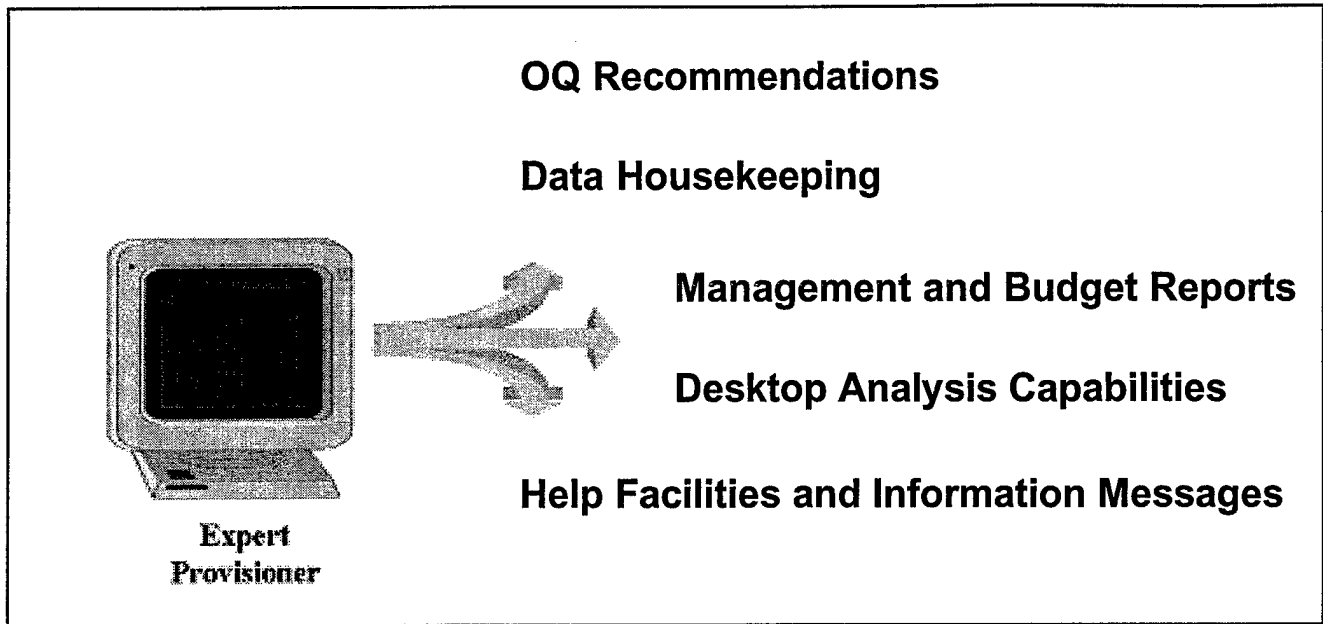 OQ Recommendations
Data Housekeeping
Management and Budget Reports
Desktop Analysis Capabilities
Help Facilities and Information Messages
Expert
Provisioner